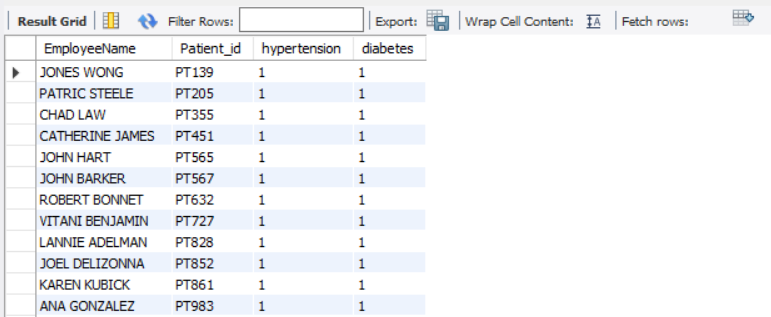 Result Grid Filter Rows: Export: Wrap Cell Content: IA Fetch rows:
EmployeeName Patient_id hypertension diabetes
JONES WONG PT139 1 1
PATRIC STEELE PT205 1 1
CHAD LAW PT355 1 1
CATHERINE JAMES PT451 1 1
JOHN HART PT565 1 1
JOHN BARKER PT567 1 1
ROBERT BONNET PT632 1 1
VITANI BENJAMIN PT727 1 1
LANNIE ADELMAN PT828 1 1
JOEL DELIZONNA PT852 1 1
KAREN KUBICK PT861 1 1
ANA GONZALEZ PT983 1 1